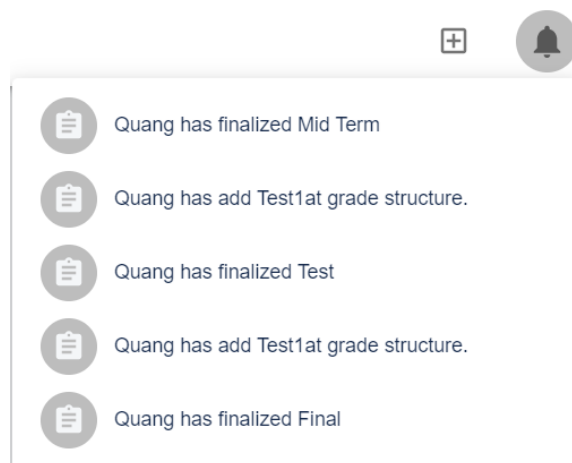 Quang has finalized Mid Term
Quang has add Test1at grade structure.
Quang has finalized Test
Quang has add Test1at grade structure.
Quang has finalized Final